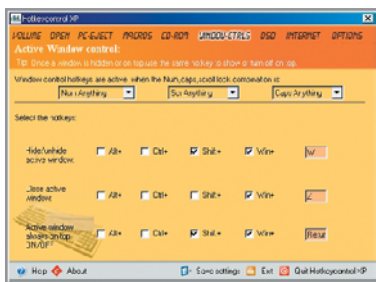 Hotkeycontrol XP
VOLUME OPEN PC-EJECT MACROS CD-ROM WINDOW-CTRLS OSD INTERNET OPTIONS
Active Window control:
Tip: Once a window is hidden or on top, use the same hotkey to show or turn off on top.
Window control hotkeys are active when the Num, caps, scroll lock combination is:
Num Anything Scr Anything Caps Anything
Select the hotkeys:
Hide/unhide
active window: Alt+ Ctrl+ Shift+ Win+ W
Close active
window: Alt+ Ctrl+ Shift+ Win+ Z
Active window
always on top
ON/OFF Alt+ Ctrl+ Shift+ Win+
Help About Save settings Exit Quit Hotkeycontrol XP